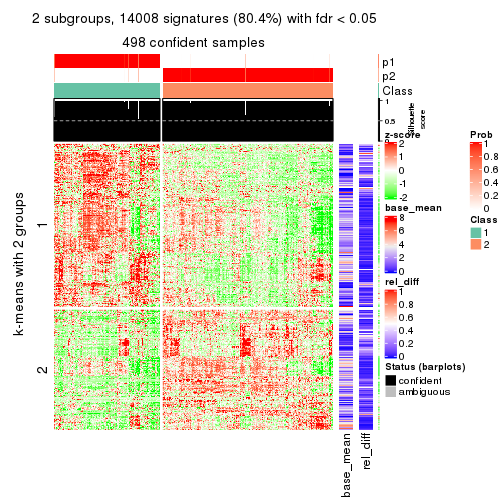 2 subgroups, 14008 signatures (80.4%) with fdr < 0.05
498 confident samples
p1
p2
Class
1
0.5
0
Silhouette
score
k-means with 2 groups
1
2
base_mean
rel_diff
z-score
2
1
0
-1
-2
base_mean
8
6
4
2
0
rel_diff
1
0.8
0.6
0.4
0.2
0
Status (barplots)
confident
ambiguous
Prob
1
0.8
0.6
0.4
0.2
0
Class
1
2